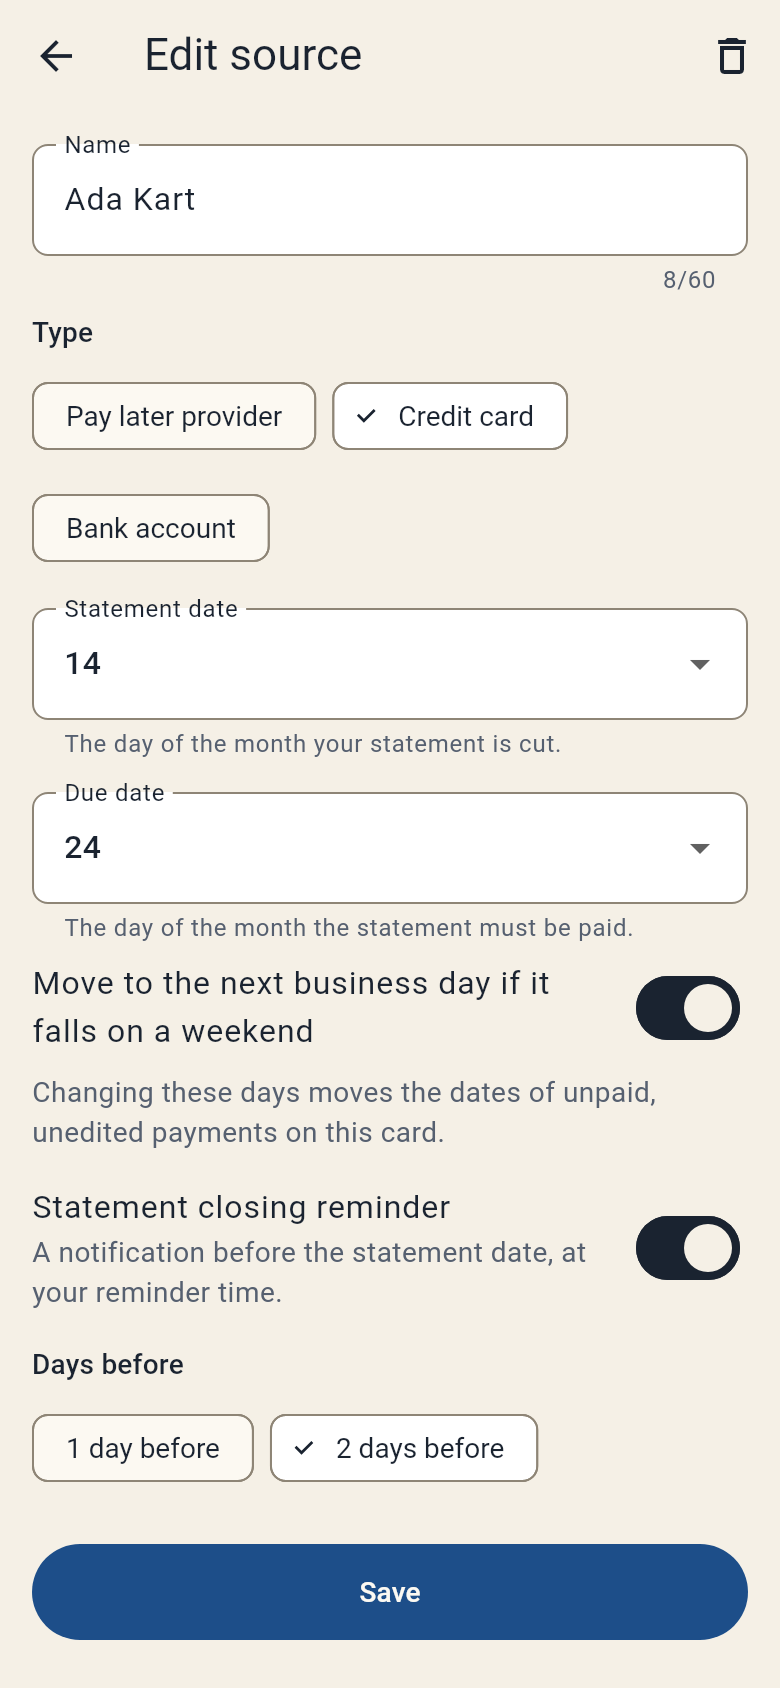 Edit source
Name
Ada Kart
8/60
Type
Pay later provider
Credit card
Bank account
Statement date
14
The day of the month your statement is cut.
Due date
24
The day of the month the statement must be paid.
Move to the next business day if it
falls on a weekend
Changing these days moves the dates of unpaid,
unedited payments on this card.
Statement closing reminder
A notification before the statement date, at
your reminder time.
Days before
1 day before
2 days before
Save